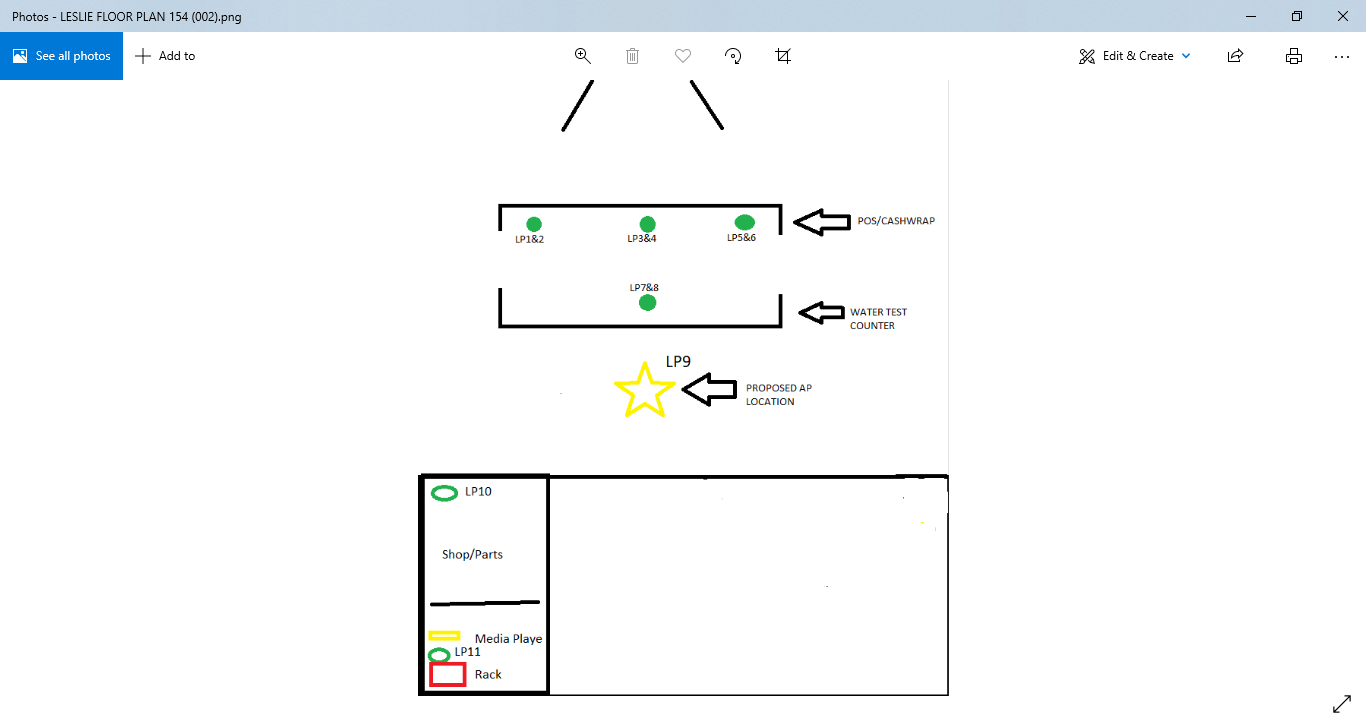 Photos - LESLIE FLOOR PLAN 154 (002).png
See all photos
Add to
Edit & Create
POS/CASHWRAP
LP1&2
LP3&4
LP5&6
LP7&8
WATER TEST
COUNTER
LP9
PROPOSED AP
LOCATION
LP10
Shop/Parts
Media Playe
LP11
Rack